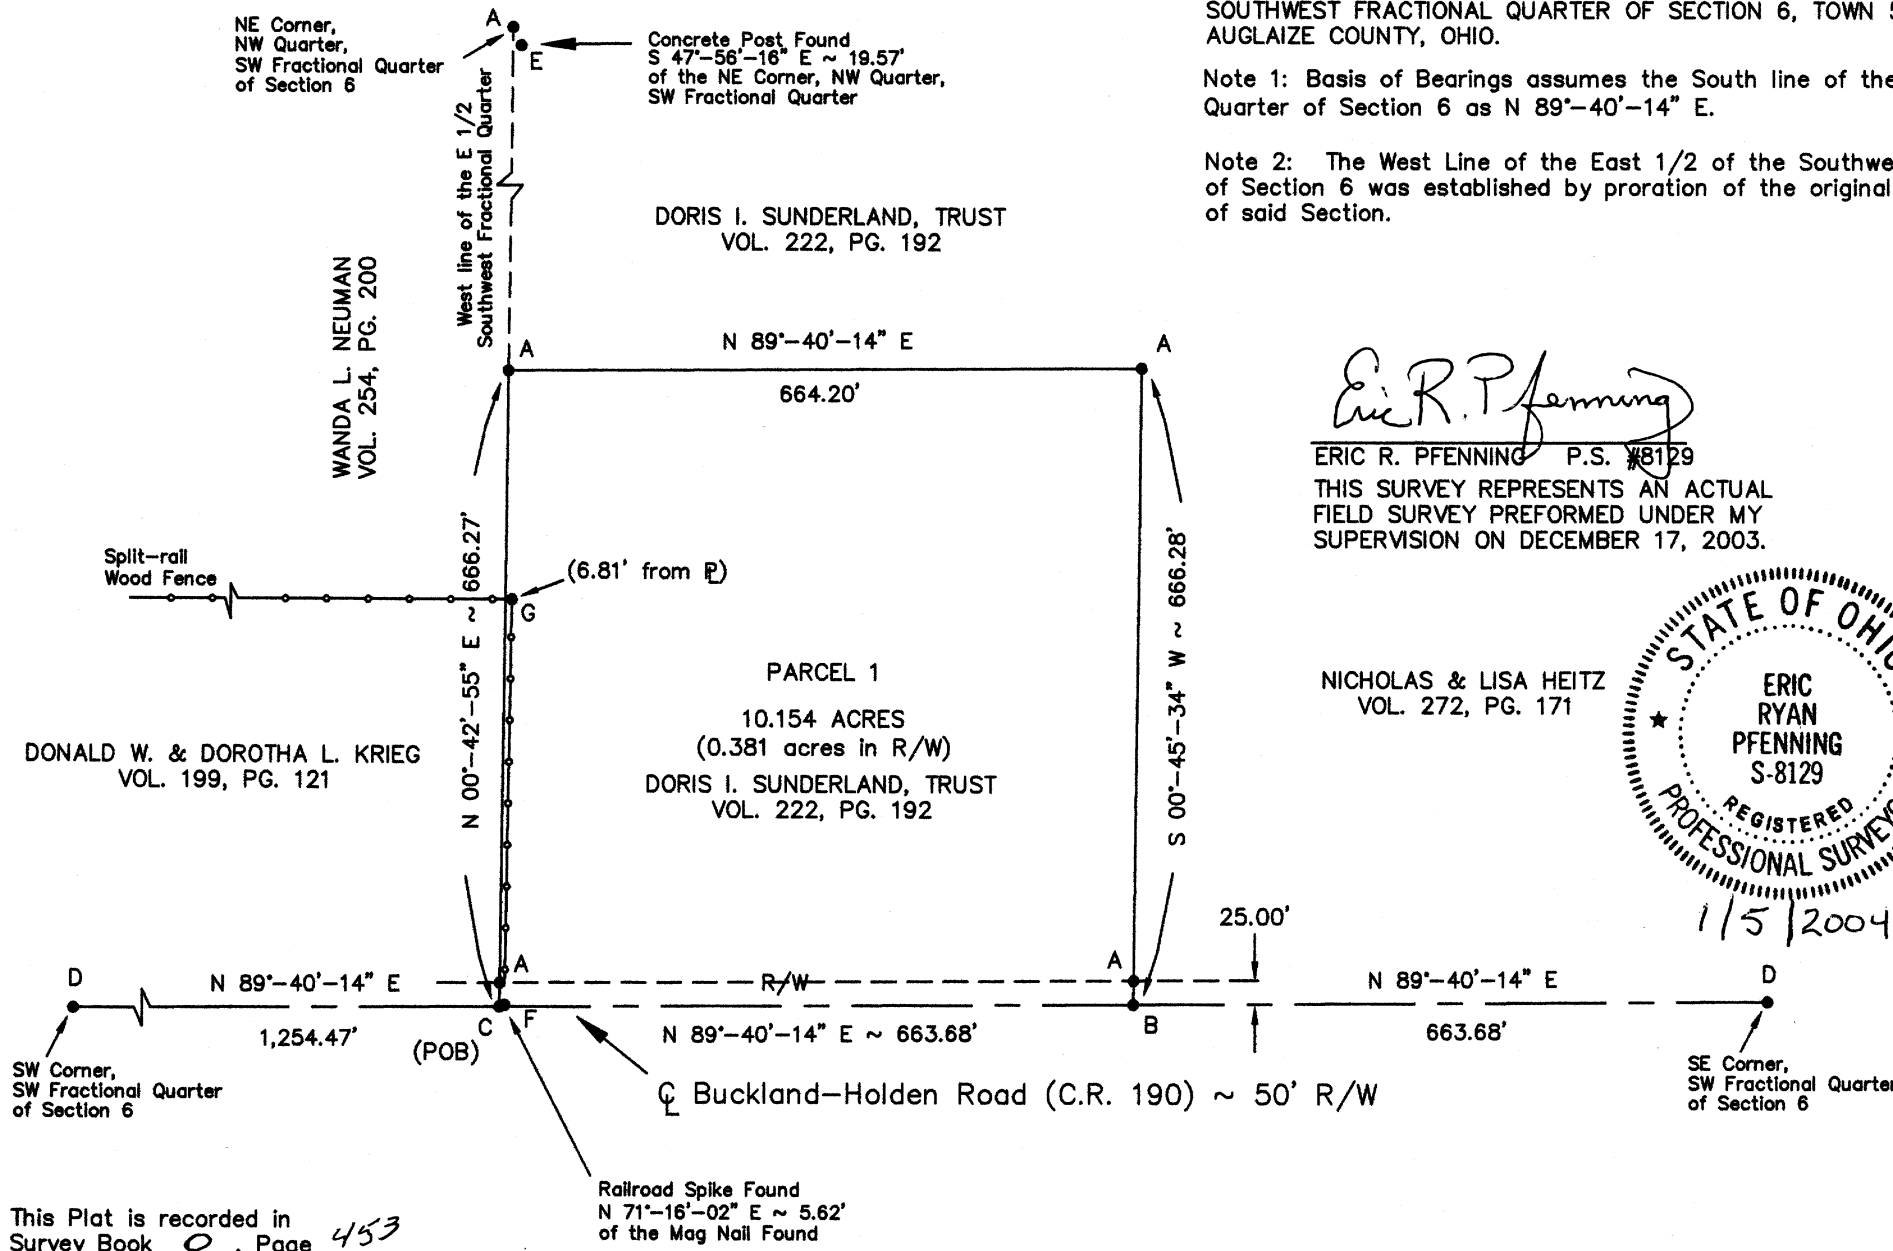 NE Corner,
NW Quarter,
SW Fractional Quarter
of Section 6
A
E
Concrete Post Found
S 47°-56'-16" E ~ 19.57'
of the NE Corner, NW Quarter,
SW Fractional Quarter
SOUTHWEST FRACTIONAL QUARTER OF SECTION 6, TOWN
AUGLAIZE COUNTY, OHIO.
Note 1: Basis of Bearings assumes the South line of the
Quarter of Section 6 as N 89°-40'-14" E.
Note 2: The West Line of the East 1/2 of the Southwe
of Section 6 was established by proration of the original
of said Section.
West line of the E 1/2
Southwest Fractional Quarter
DORIS I. SUNDERLAND, TRUST
VOL. 222, PG. 192
WANDA L. NEUMAN
VOL. 254, PG. 200
A
N 89°-40'-14" E
664.20'
A
Eric R. Pfenning
ERIC R. PFENNING P.S. #8129
THIS SURVEY REPRESENTS AN ACTUAL
FIELD SURVEY PREFORMED UNDER MY
SUPERVISION ON DECEMBER 17, 2003.
Split-rail
Wood Fence
(6.81' from PL)
G
N 00°-42'-55" E ~ 666.27'
S 00°-45'-34" W ~ 666.28'
PARCEL 1
10.154 ACRES
(0.381 acres in R/W)
DORIS I. SUNDERLAND, TRUST
VOL. 222, PG. 192
NICHOLAS & LISA HEITZ
VOL. 272, PG. 171
DONALD W. & DOROTHA L. KRIEG
VOL. 199, PG. 121
STATE OF OHIO
ERIC
RYAN
PFENNING
S-8129
REGISTERED
PROFESSIONAL SURVEYO
1/5/2004
25.00'
D
N 89°-40'-14" E
A
R/W
A
N 89°-40'-14" E
D
1,254.47'
C
F
(POB)
N 89°-40'-14" E ~ 663.68'
B
663.68'
SW Corner,
SW Fractional Quarter
of Section 6
℄ Buckland-Holden Road (C.R. 190) ~ 50' R/W
SE Corner,
SW Fractional Quarter
of Section 6
Railroad Spike Found
N 71°-16'-02" E ~ 5.62'
of the Mag Nail Found
This Plat is recorded in
Survey Book O, Page 453